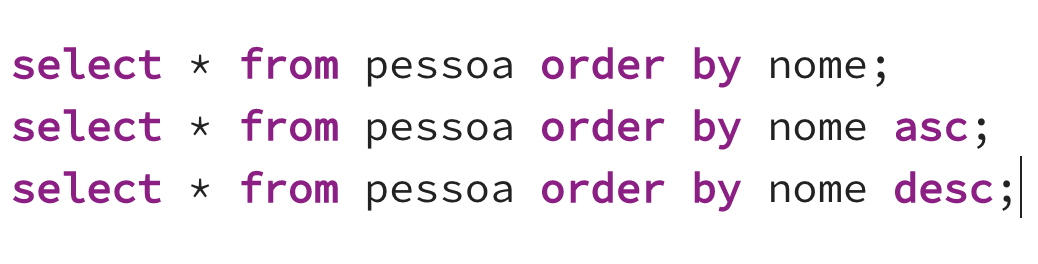 select * from pessoa order by nome;
select * from pessoa order by nome asc;
select * from pessoa order by nome desc;